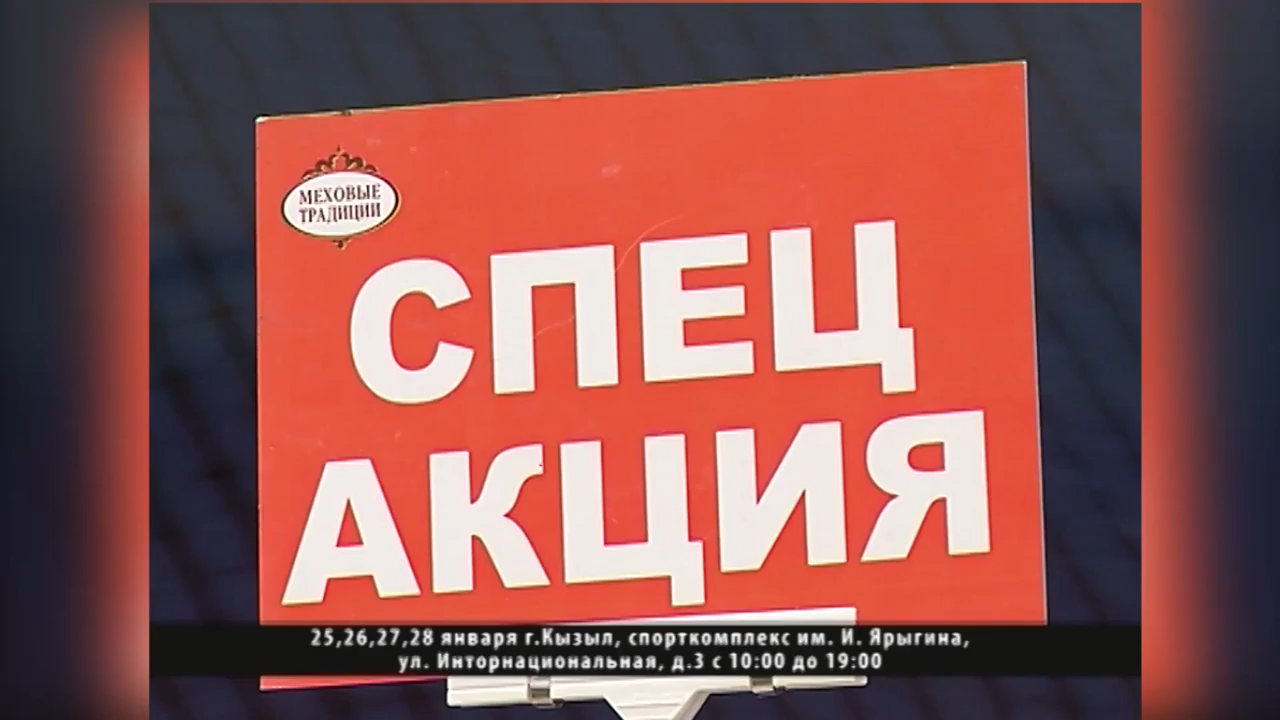 МЕХОВЫЕ
ТРАДИЦИИ
СПЕЦ
АКЦИЯ
25,26,27,28 января г.Кызыл, спорткомплекс им. И. Ярыгина,
ул. Инторнациональная, д.3 с 10:00 до 19:00